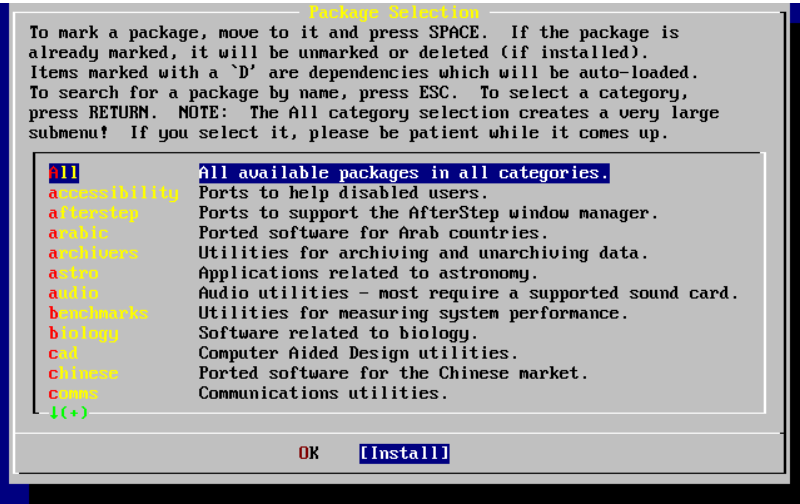 Package Selection
To mark a package, move to it and press SPACE.  If the package is
already marked, it will be unmarked or deleted (if installed).
Items marked with a `D' are dependencies which will be auto-loaded.
To search for a package by name, press ESC.  To select a category,
press RETURN.  NOTE:  The All category selection creates a very large
submenu!  If you select it, please be patient while it comes up.
All All available packages in all categories.
accessibility Ports to help disabled users.
afterstep Ports to support the AfterStep window manager.
arabic Ported software for Arab countries.
archivers Utilities for archiving and unarchiving data.
astro Applications related to astronomy.
audio Audio utilities - most require a supported sound card.
benchmarks Utilities for measuring system performance.
biology Software related to biology.
cad Computer Aided Design utilities.
chinese Ported software for the Chinese market.
comms Communications utilities.
↓(+)
OK [Install]